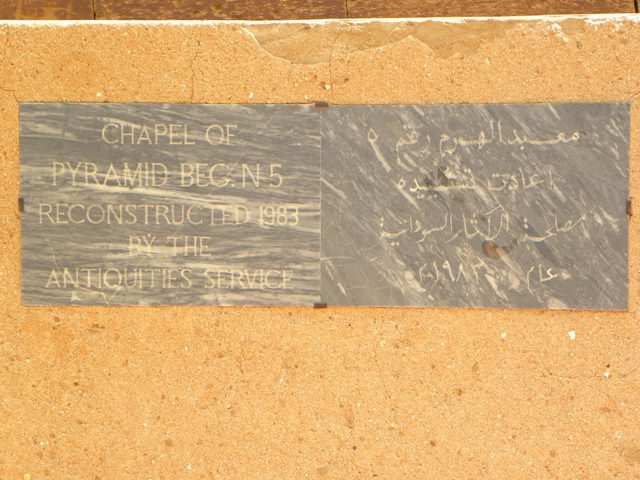 CHAPEL OF
PYRAMID BEG. N 5
RECONSTRUCTED 1983
BY THE
ANTIQUITIES SERVICE
معبد الهرم رقم ٥
اعادت تشييده
مصلحة الآثار السودانية
عام ١٩٨٣م